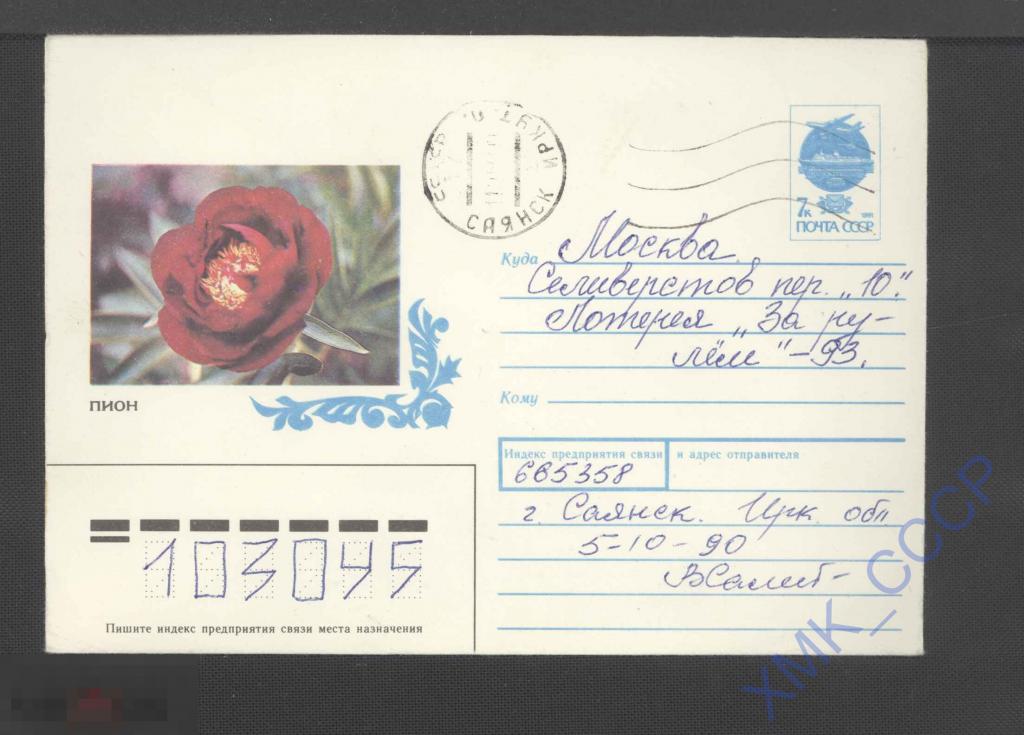 САЯНСК
7к
ПОЧТА СССР
Куда Москва
Селиверстов пер. „10."
Лотерея „За ру-
лём" – 93.
Кому
ПИОН
Индекс предприятия связи и адрес отправителя
665358
г. Саянск. Ирк. обл
5-10-90
103045
Пишите индекс предприятия связи места назначения
ХМК_СССР